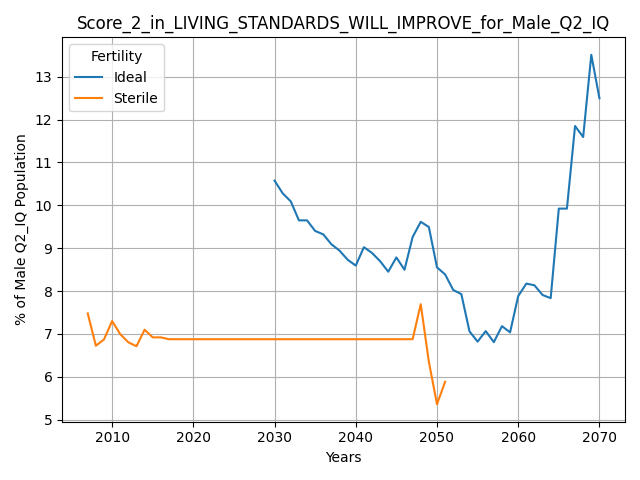 Score_2_in_LIVING_STANDARDS_WILL_IMPROVE_for_Male_Q2_IQ
Fertility
Ideal
Sterile
% of Male Q2_IQ Population
13
12
11
10
9
8
7
6
5
2010 2020 2030 2040 2050 2060 2070
Years